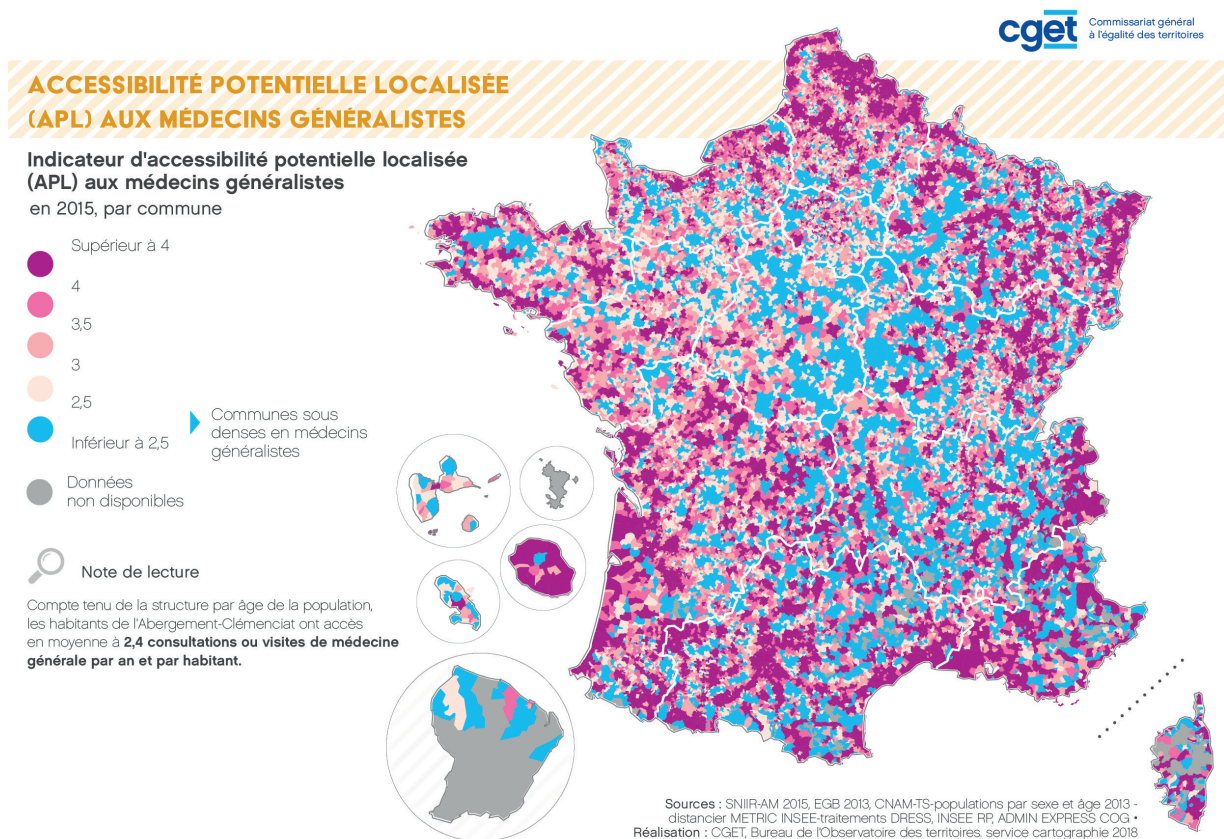 cget
Commissariat général
à l'égalité des territoires
ACCESSIBILITÉ POTENTIELLE LOCALISÉE
(APL) AUX MÉDECINS GÉNÉRALISTES
Indicateur d'accessibilité potentielle localisée
(APL) aux médecins généralistes
en 2015, par commune
Supérieur à 4
4
3,5
3
2,5
Inférieur à 2,5
Communes sous
denses en médecins
généralistes
Données
non disponibles
Note de lecture
Compte tenu de la structure par âge de la population,
les habitants de l'Abergement-Clémenciat ont accès
en moyenne à 2,4 consultations ou visites de médecine
générale par an et par habitant.
Sources : SNIIR-AM 2015, EGB 2013, CNAM-TS-populations par sexe et âge 2013 -
distancier METRIC INSEE-traitements DRESS, INSEE RP, ADMIN EXPRESS COG •
Réalisation : CGET, Bureau de l'Observatoire des territoires, service cartographie 2018